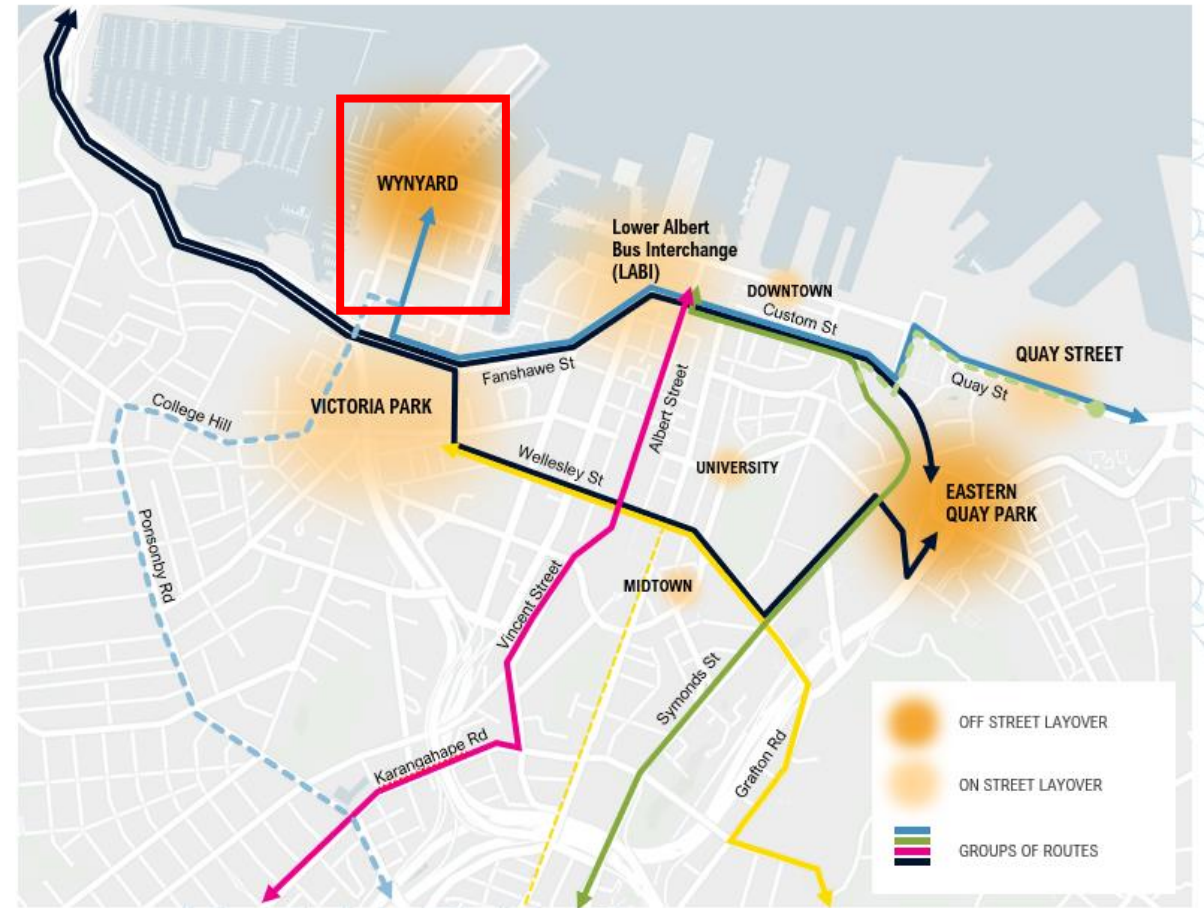 WYNYARD
Lower Albert
Bus Interchange
(LABI)
DOWNTOWN
Custom St
QUAY STREET
Quay St
Fanshawe St
VICTORIA PARK
College Hill
Albert Street
Wellesley St
UNIVERSITY
EASTERN
QUAY PARK
Ponsonby Rd
MIDTOWN
Vincent Street
Symonds St
Karangahape Rd
Grafton Rd
OFF STREET LAYOVER
ON STREET LAYOVER
GROUPS OF ROUTES